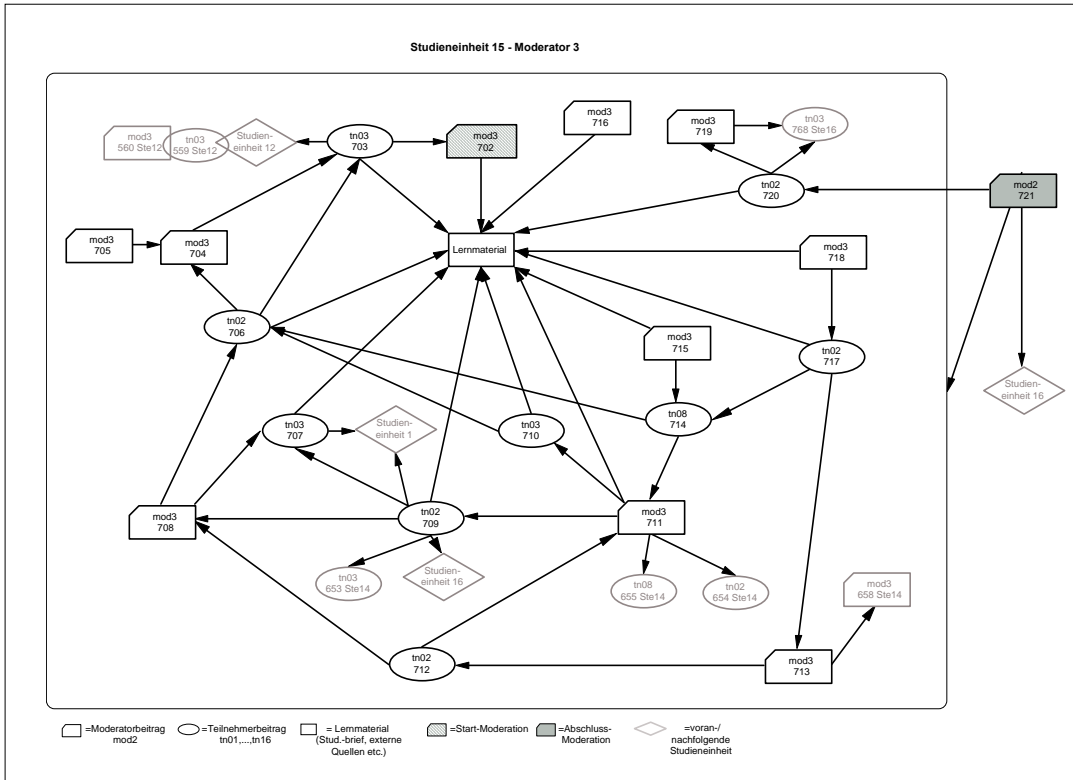 Studieneinheit 15 - Moderator 3
mod3
560 Ste12
tn03
559 Ste12
Studien-
einheit 12
tn03
703
mod3
702
mod3
716
mod3
719
tn03
768 Ste16
tn02
720
mod2
721
mod3
705
mod3
704
Lernmaterial
mod3
718
tn02
706
mod3
715
tn02
717
Studien-
einheit 16
tn03
707
Studien-
einheit 1
tn03
710
tn08
714
mod3
708
tn02
709
mod3
711
tn03
653 Ste14
Studien-
einheit 16
tn08
655 Ste14
tn02
654 Ste14
mod3
658 Ste14
tn02
712
mod3
713
=Moderatorbeitrag
mod2
=Teilnehmerbeitrag
tn01,...,tn16
= Lernmaterial
(Stud.-brief, externe
Quellen etc.)
=Start-Moderation
=Abschluss-
Moderation
=voran-/
nachfolgende
Studieneinheit